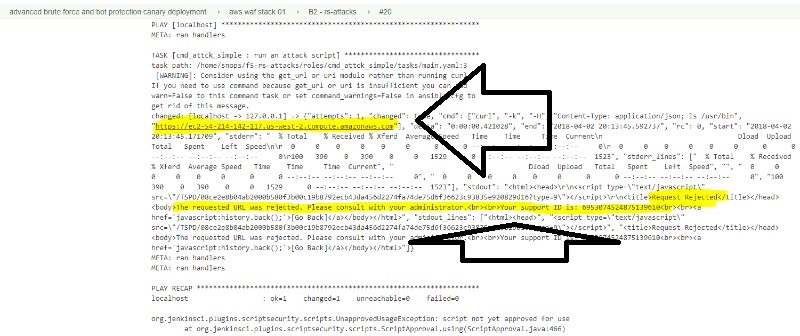 advanced brute force and bot protection canary deployment › aws waf stack 01 › B2 - rs-attacks › #20
PLAY [localhost]
META: ran handlers
TASK [cmd_attck_simple : run an attack script]
task path: /home/snops/f5-rs-attacks/roles/cmd_attck_simple/tasks/main.yaml:3
[WARNING]: Consider using the get_url or uri module rather than running curl.
If you need to use command because get_url or uri is insufficient you can add
warn=False to this command task or set command_warnings=False in ansible.cfg to
get rid of this message.
changed: [localhost -> 127.0.0.1] => {"attempts": 1, "changed": "cmd": ["curl", "-k", "-H", "Content-Type: application/json; is /usr/bin",
"https://ec2-54-214-142-117.us-west-2.compute.amazonaws.com"], "0:00:00.421028", "end": "2018-04-02 20:13:45.592737", "rc": 0, "start": "2018-04-02
20:13:45.171709", "stderr": " % Total % Received % Xferd Average Speed Time Time Time Current\n Dload Upload
Total Spent Left Speed\n\r 0 0 0 0 0 0 0 0
0 0 0 0 0 0\r100 390 0 390 0 0 1529 0 1523", "stderr_lines": [" % Total % Received
% Xferd Average Speed Time Time Time Current", " Dload Upload Total Spent Left Speed", "",
" 0 0 0 0 0 0 0 0 0", "100
390 0 390 0 0 1529 0 1523"], "stdout": "<html><head>\r\n<script type=\"text/javascript\"
type=9\"></script>\r\n<title>Request Rejected</title></head>
<body>The requested URL was rejected. Please consult with your administrator.<br><br>Your support ID is: <br><br><a
href='javascript:history.back();'>[Go Back]</a></body></html>", "stdout_lines": ["<html><head>", "<script type=\"text/javascript\"
type=9\"></script>", "<title>Request Rejected</title></head>
<body>The requested URL was rejected. Please consult with your administrator.<br><br>Your support ID is: <br><br><a
href='javascript:history.back();'>[Go Back]</a></body></html>"]}
META: ran handlers
META: ran handlers
PLAY RECAP
localhost : ok=1 changed=1 unreachable=0 failed=0
org.jenkinsci.plugins.scriptsecurity.scripts.UnapprovedUsageException: script not yet approved for use
at org.jenkinsci.plugins.scriptsecurity.scripts.ScriptApproval.using(ScriptApproval.java:466)